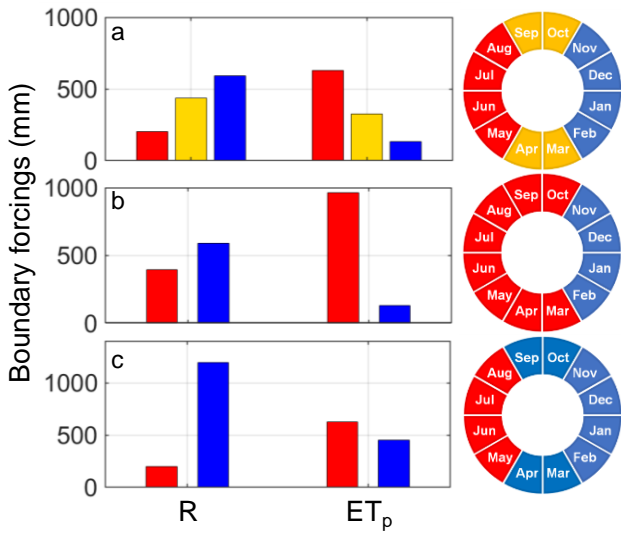 Boundary forcings (mm)
a
1000
500
0
b
1000
500
0
c
1000
500
0
R
ETp
Sep Oct
Aug Nov
Jul Dec
Jun Jan
May Feb
Apr Mar
Sep Oct
Aug Nov
Jul Dec
Jun Jan
May Feb
Apr Mar
Sep Oct
Aug Nov
Jul Dec
Jun Jan
May Feb
Apr Mar